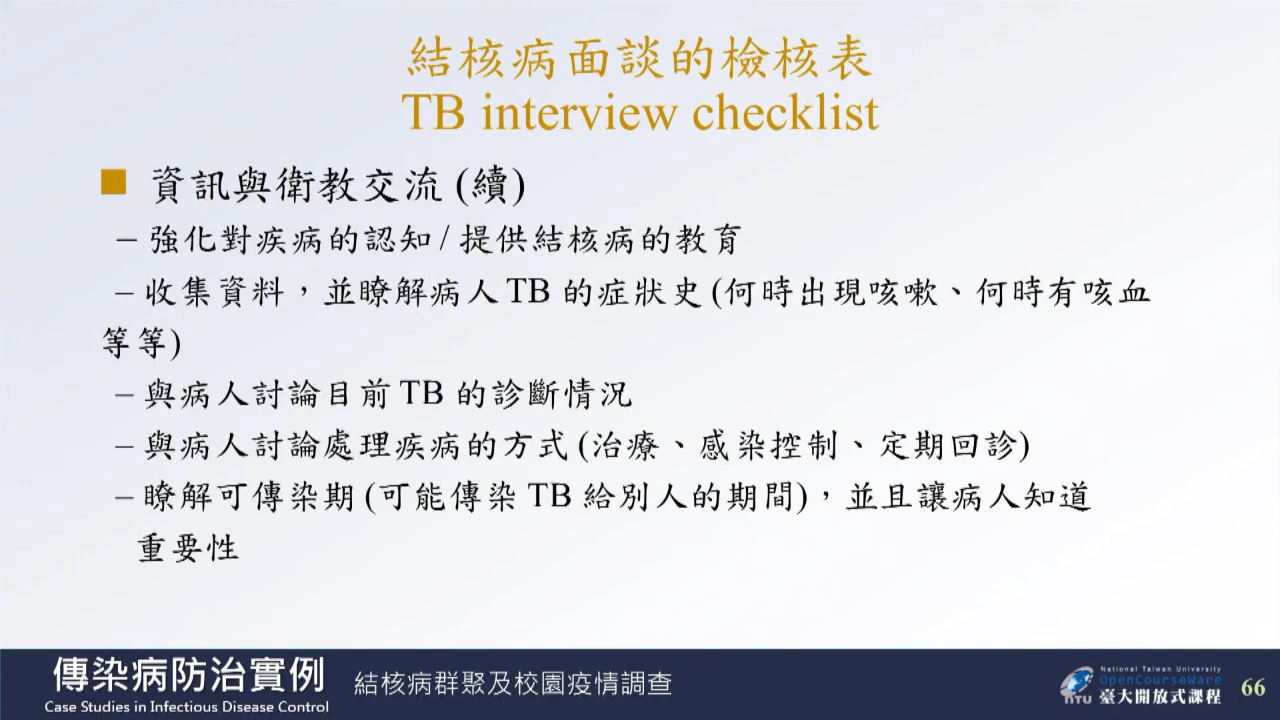 結核病面談的檢核表
TB interview checklist
資訊與衛教交流 (續)
– 強化對疾病的認知 / 提供結核病的教育
– 收集資料，並瞭解病人 TB 的症狀史 (何時出現咳嗽、何時有咳血
等等)
– 與病人討論目前 TB 的診斷情況
– 與病人討論處理疾病的方式 (治療、感染控制、定期回診)
– 瞭解可傳染期 (可能傳染 TB 給別人的期間)，並且讓病人知道
重要性
傳染病防治實例
Case Studies in Infectious Disease Control
結核病群聚及校園疫情調查
National Taiwan University
OpenCourseWare
NTU 臺大開放式課程
66